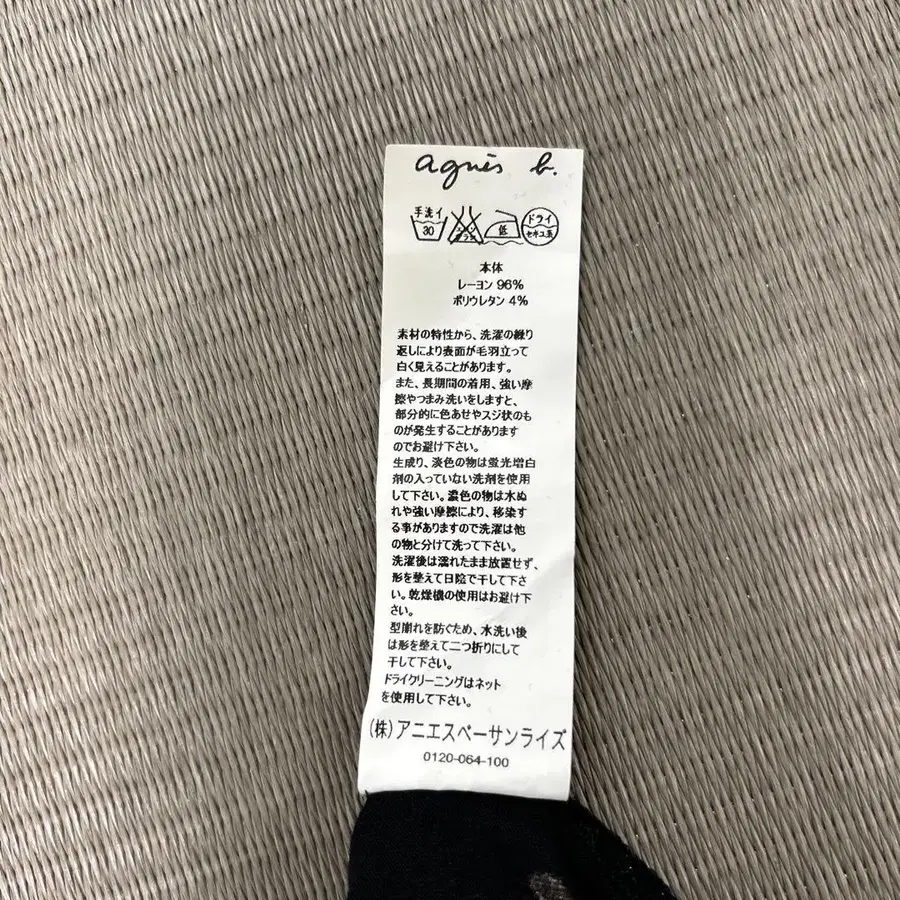 agnès b.
手洗イ 30 エンソサラシ 低 ドライ セキユ系
本体
レーヨン 96%
ポリウレタン 4%
素材の特性から、洗濯の繰り
返しにより表面が毛羽立って
白く見えることがあります。
また、長期間の着用、強い摩
擦やつまみ洗いをしますと、
部分的に色あせやスジ状のも
のが発生することがあります
のでお避け下さい。
生成り、淡色の物は蛍光増白
剤の入っていない洗剤を使用
して下さい。濃色の物は水ぬ
れや強い摩擦により、移染す
る事がありますので洗濯は他
の物と分けて洗って下さい。
洗濯後は濡れたまま放置せず、
形を整えて日陰で干して下さ
い。乾燥機の使用はお避け下
さい。
型崩れを防ぐため、水洗い後
は形を整えて二つ折りにして
干して下さい。
ドライクリーニングはネット
を使用して下さい。
(株)アニエスベーサンライズ
0120-064-100